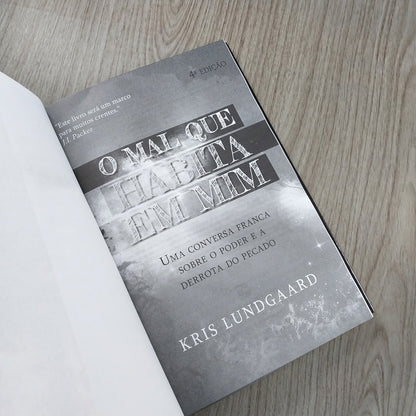 4ª EDIÇÃO
"Este livro será um marco
para muitos crentes."
J.I. Packer
O MAL QUE
HABITA
EM MIM
UMA CONVERSA FRANCA
SOBRE O PODER E A
DERROTA DO PECADO
KRIS LUNDGAARD